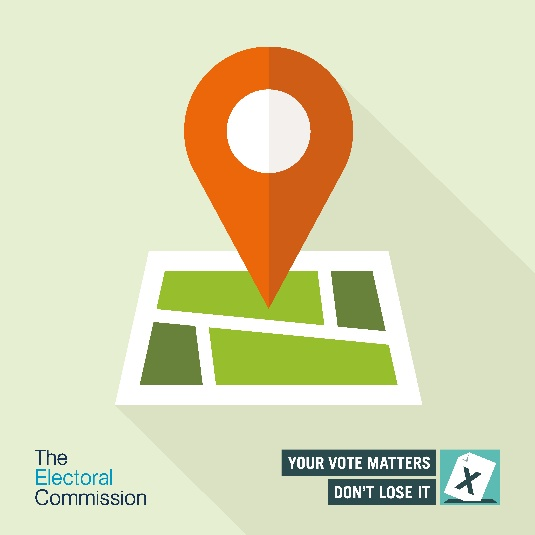 The
Electoral
Commission
YOUR VOTE MATTERS
DON'T LOSE IT
X